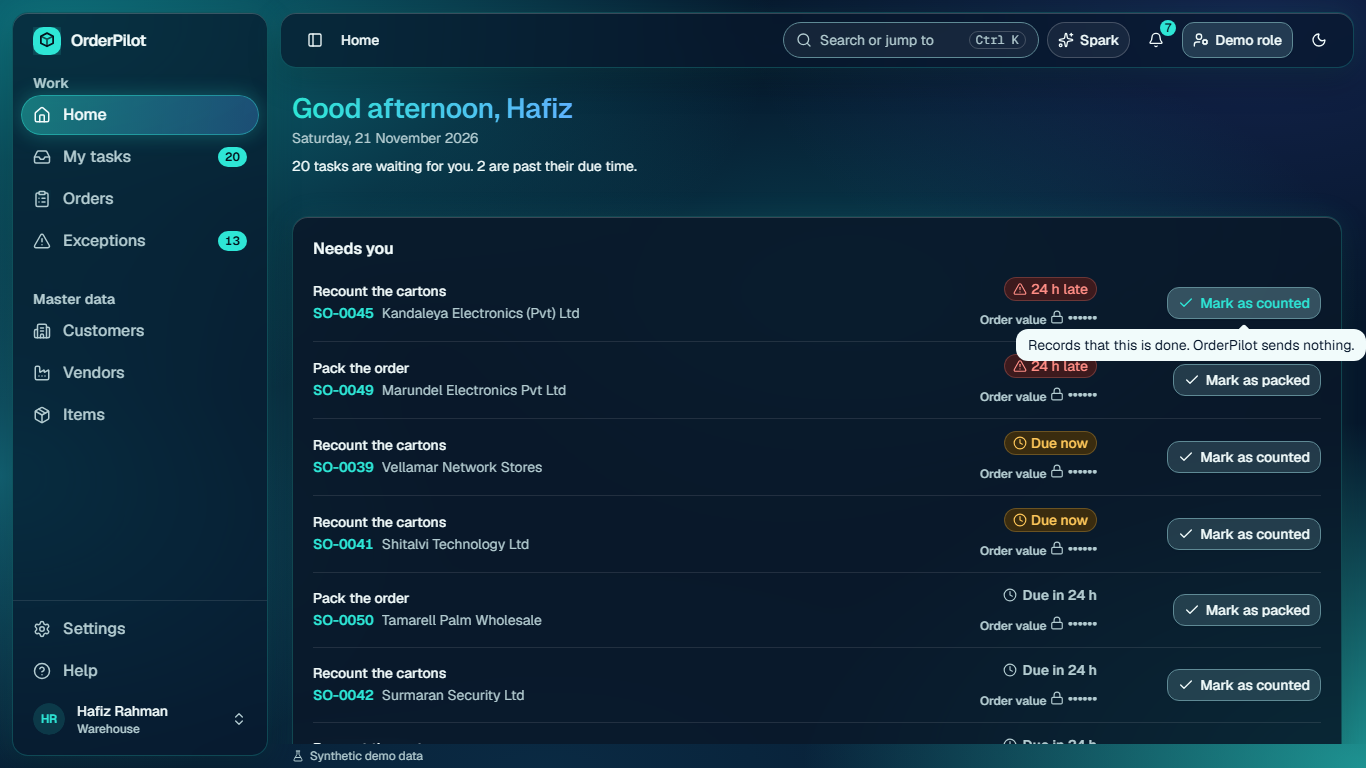 OrderPilot
Work
Home
My tasks 20
Orders
Exceptions 13
Master data
Customers
Vendors
Items
Settings
Help
HR Hafiz Rahman
Warehouse
Home
Search or jump to Ctrl K
Spark
7
Demo role
Good afternoon, Hafiz
Saturday, 21 November 2026
20 tasks are waiting for you. 2 are past their due time.
Needs you
Recount the cartons
SO-0045 Kandaleya Electronics (Pvt) Ltd
24 h late
Order value ••••••
Mark as counted
Records that this is done. OrderPilot sends nothing.
Pack the order
SO-0049 Marundel Electronics Pvt Ltd
24 h late
Order value ••••••
Mark as packed
Recount the cartons
SO-0039 Vellamar Network Stores
Due now
Order value ••••••
Mark as counted
Recount the cartons
SO-0041 Shitalvi Technology Ltd
Due now
Order value ••••••
Mark as counted
Pack the order
SO-0050 Tamarell Palm Wholesale
Due in 24 h
Order value ••••••
Mark as packed
Recount the cartons
SO-0042 Surmaran Security Ltd
Due in 24 h
Order value ••••••
Mark as counted
Due in 24 h
Synthetic demo data